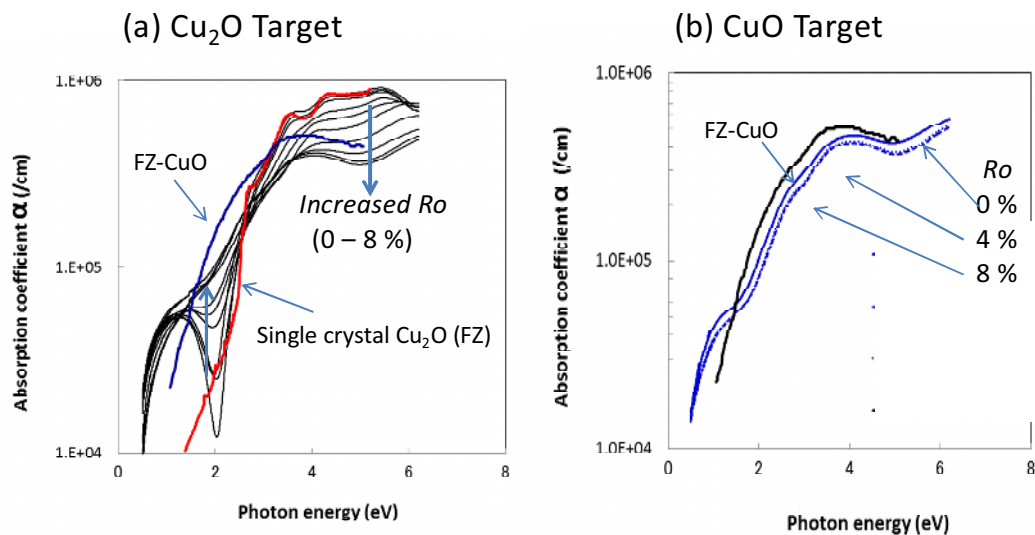 (a) Cu₂O Target
1.E+06
1.E+05
1.E+04
Absorption coefficient α (/cm)
FZ-CuO
Increased Ro
(0 – 8 %)
Single crystal Cu₂O (FZ)
0
2
4
6
8
Photon energy (eV)
(b) CuO Target
1.0E+06
1.0E+05
1.0E+04
Absorption coefficient α (/cm)
FZ-CuO
Ro
0 %
4 %
8 %
0
2
4
6
8
Photon energy (eV)